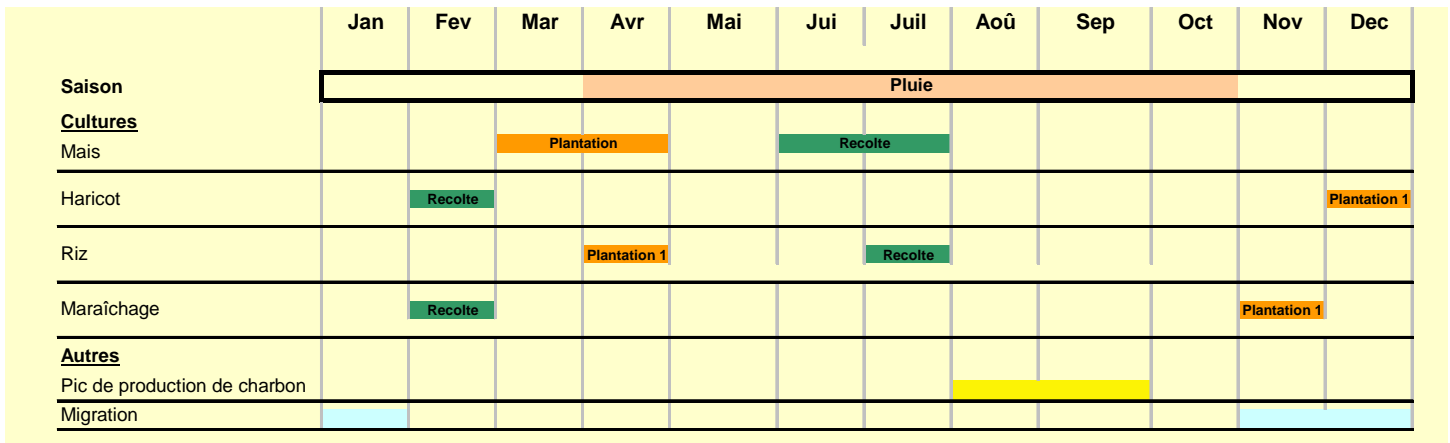 Jan Fev Mar Avr Mai Jui Juil Aoû Sep Oct Nov Dec
Saison Pluie
Cultures
Mais Plantation Recolte
Haricot Recolte Plantation 1
Riz Plantation 1 Recolte
Maraîchage Recolte Plantation 1
Autres
Pic de production de charbon
Migration